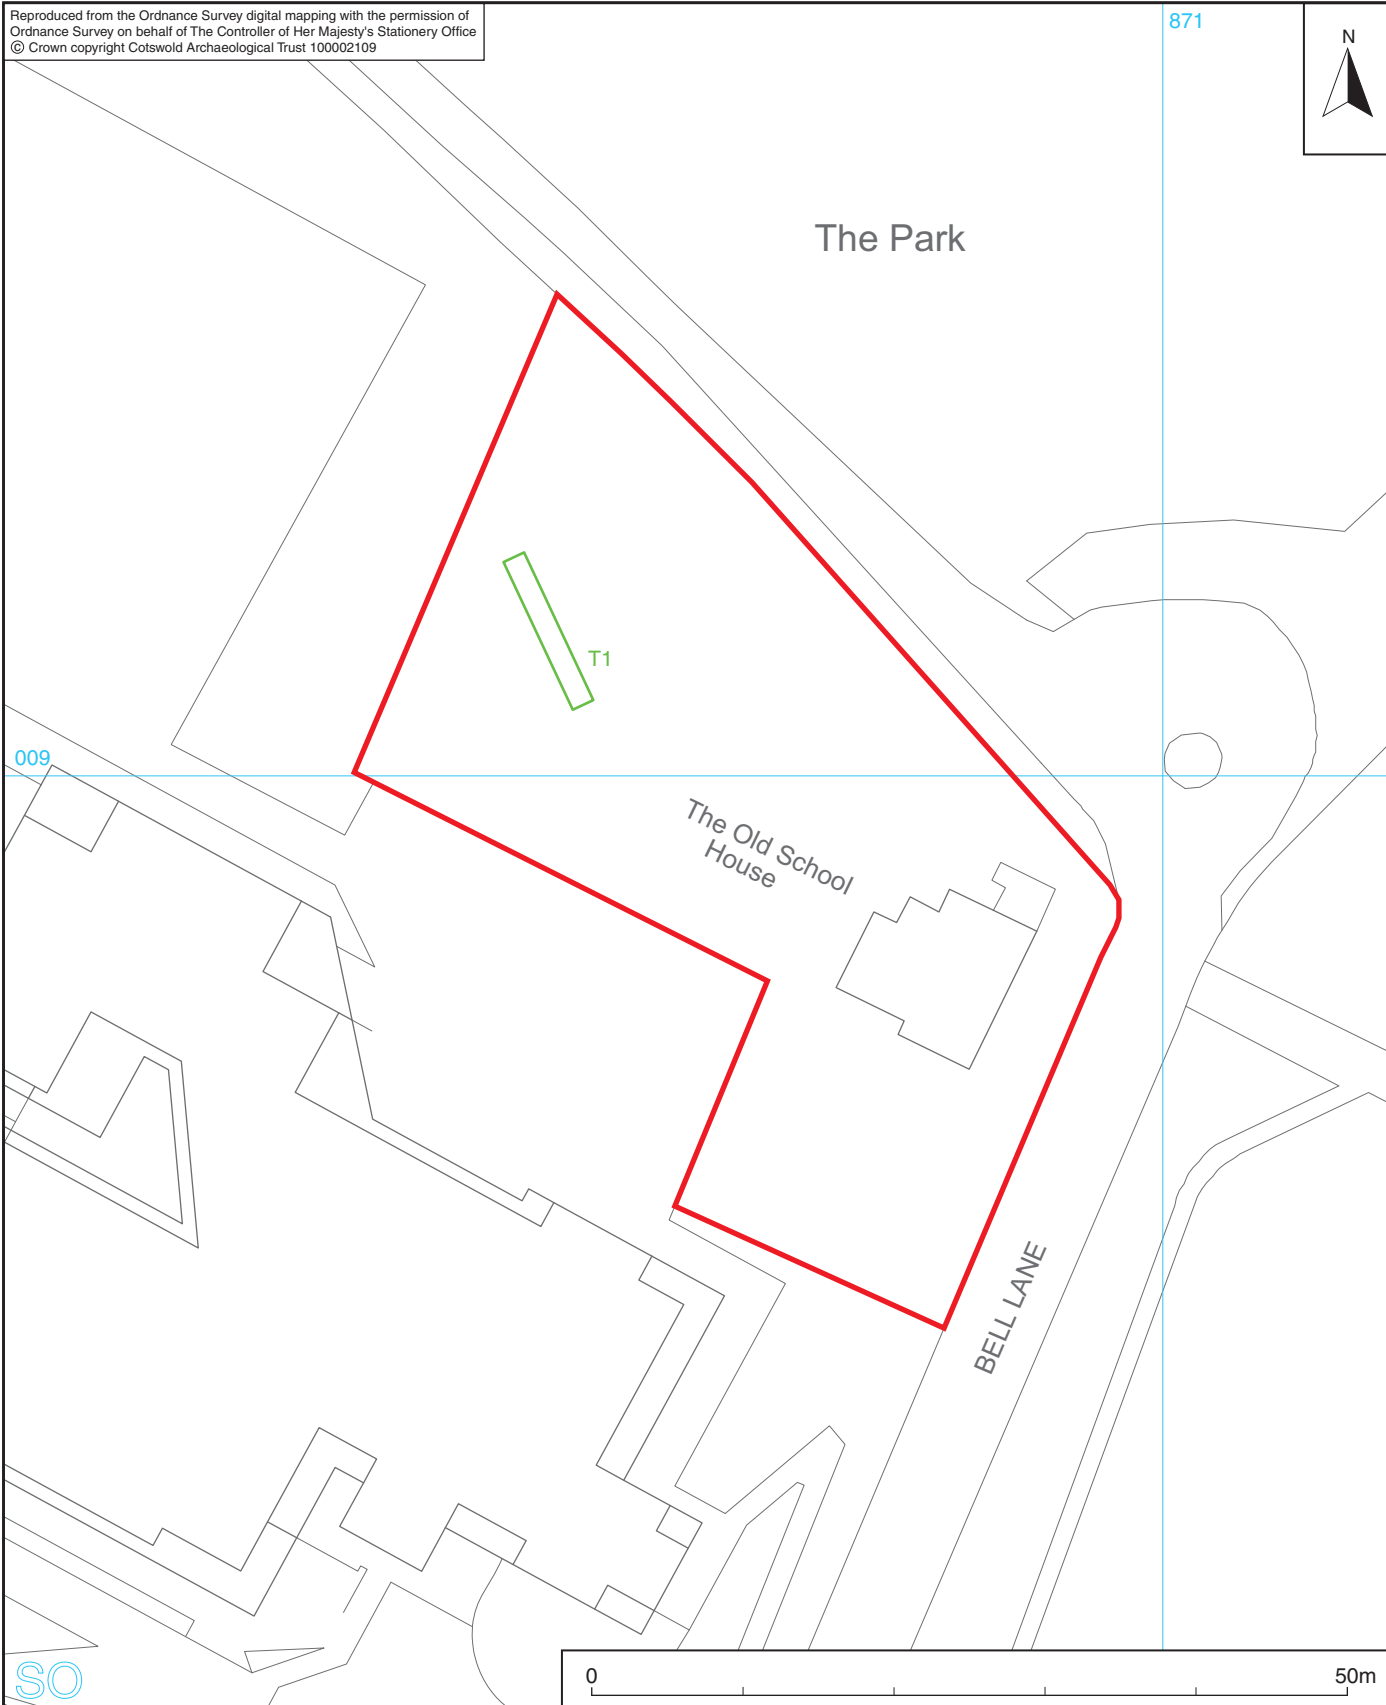 Reproduced from the Ordnance Survey digital mapping with the permission of
Ordnance Survey on behalf of The Controller of Her Majesty's Stationery Office
© Crown copyright Cotswold Archaeological Trust 100002109
871
N
The Park
T1
009
The Old School
House
BELL LANE
SO
0
50m